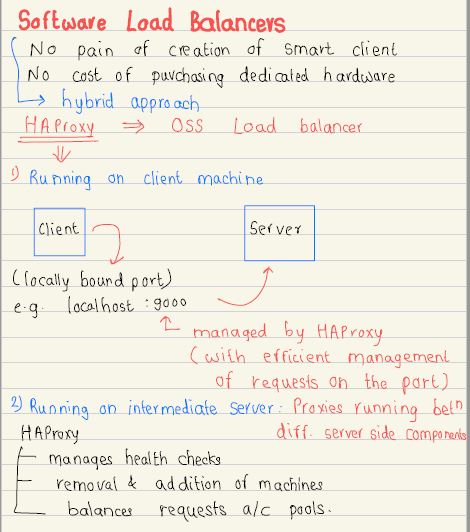 Software Load Balancers
No pain of creation of smart client
No cost of purchasing dedicated hardware
→ hybrid approach
HAProxy ⇒ OSS Load balancer
1) Running on client machine
Client
Server
(locally bound port)
e.g. localhost : 9000
managed by HAProxy
(with efficient management
of requests on the port)
2) Running on intermediate server: Proxies running betn
HAProxy diff. server side components
manages health checks
removal & addition of machines
balances requests a/c pools.